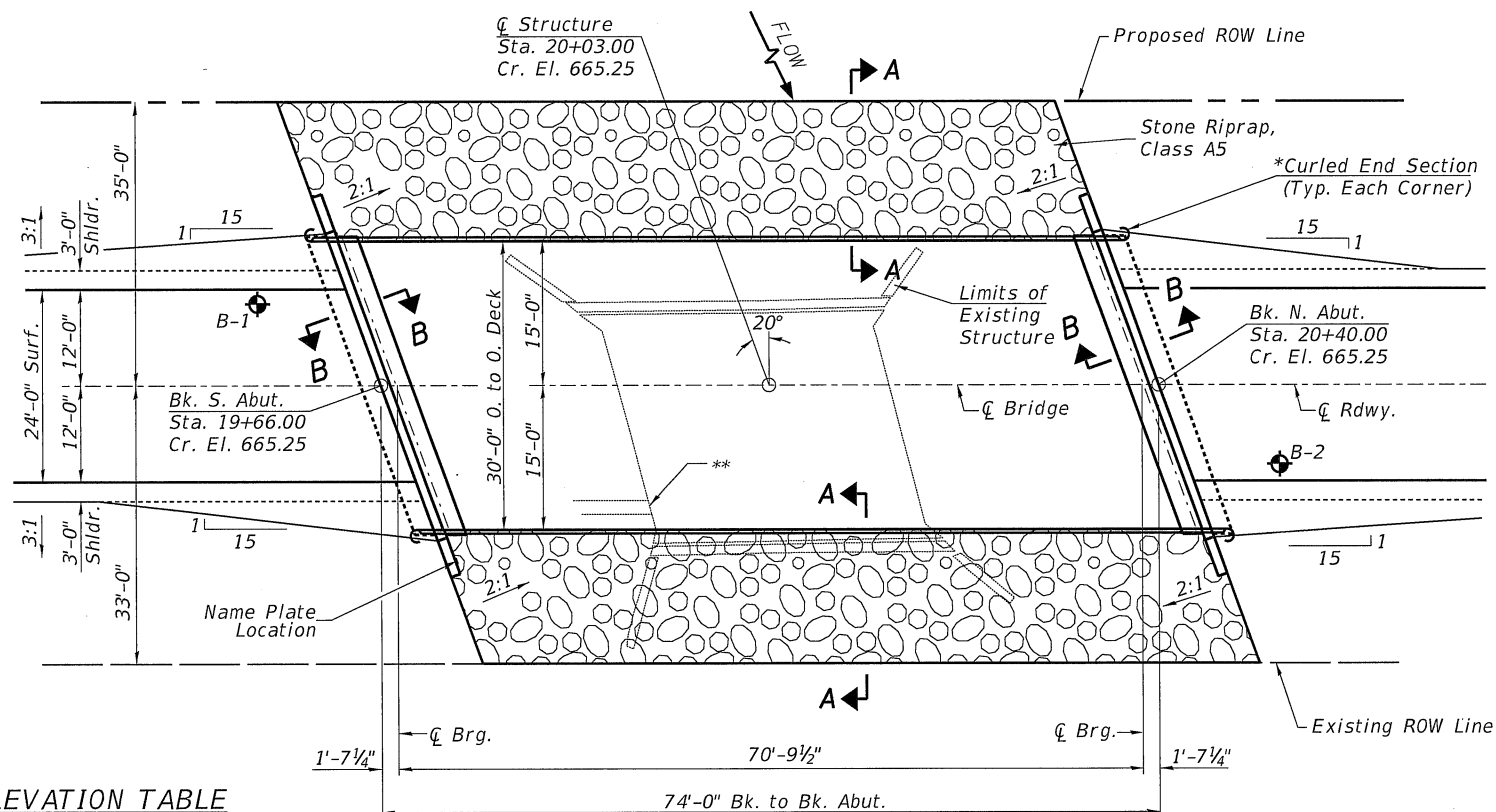 ℄ Structure
Sta. 20+03.00
Cr. El. 665.25
FLOW
A
Proposed ROW Line
Stone Riprap,
Class A5
*Curled End Section
(Typ. Each Corner)
35'-0"
2:1
2:1
3:1
3'-0"
Shldr.
1
15
15
1
A
B-1
B
B
24'-0" Surf.
12'-0"
12'-0"
30'-0" O. to O. Deck
15'-0"
15'-0"
20°
Limits of
Existing
Structure
B
B
Bk. N. Abut.
Sta. 20+40.00
Cr. El. 665.25
Bk. S. Abut.
Sta. 19+66.00
Cr. El. 665.25
℄ Bridge
℄ Rdwy.
**
B-2
A
3:1
3'-0"
Shldr.
1
15
15
1
33'-0"
2:1
2:1
Name Plate
Location
A
Existing ROW Line
℄ Brg.
℄ Brg.
1'-7¼"
70'-9½"
1'-7¼"
74'-0" Bk. to Bk. Abut.
LEVATION TABLE